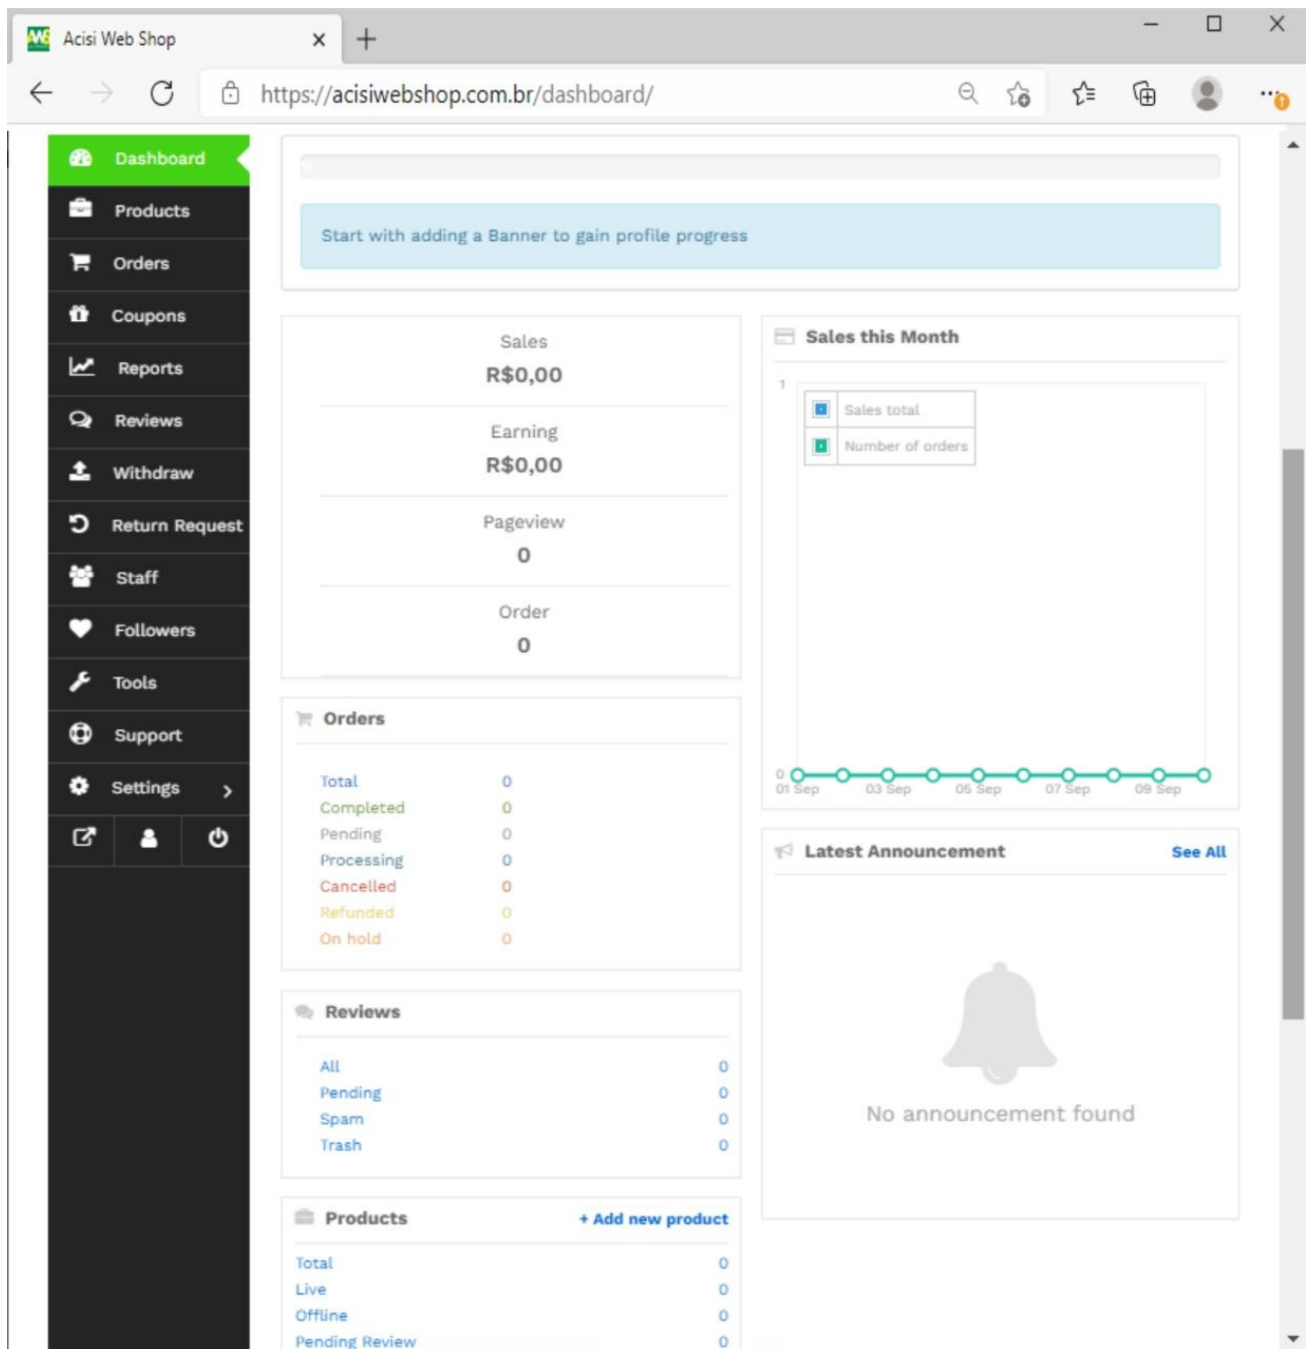 Acisi Web Shop
https://acisiwebshop.com.br/dashboard/
Dashboard
Products
Orders
Coupons
Reports
Reviews
Withdraw
Return Request
Staff
Followers
Tools
Support
Settings
Start with adding a Banner to gain profile progress
Sales
R$0,00
Earning
R$0,00
Pageview
0
Order
0
Sales this Month
1
Sales total
Number of orders
0
01 Sep 03 Sep 05 Sep 07 Sep 09 Sep
Orders
Total 0
Completed 0
Pending 0
Processing 0
Cancelled 0
Refunded 0
On hold 0
Latest Announcement See All
No announcement found
Reviews
All 0
Pending 0
Spam 0
Trash 0
Products + Add new product
Total 0
Live 0
Offline 0
Pending Review 0